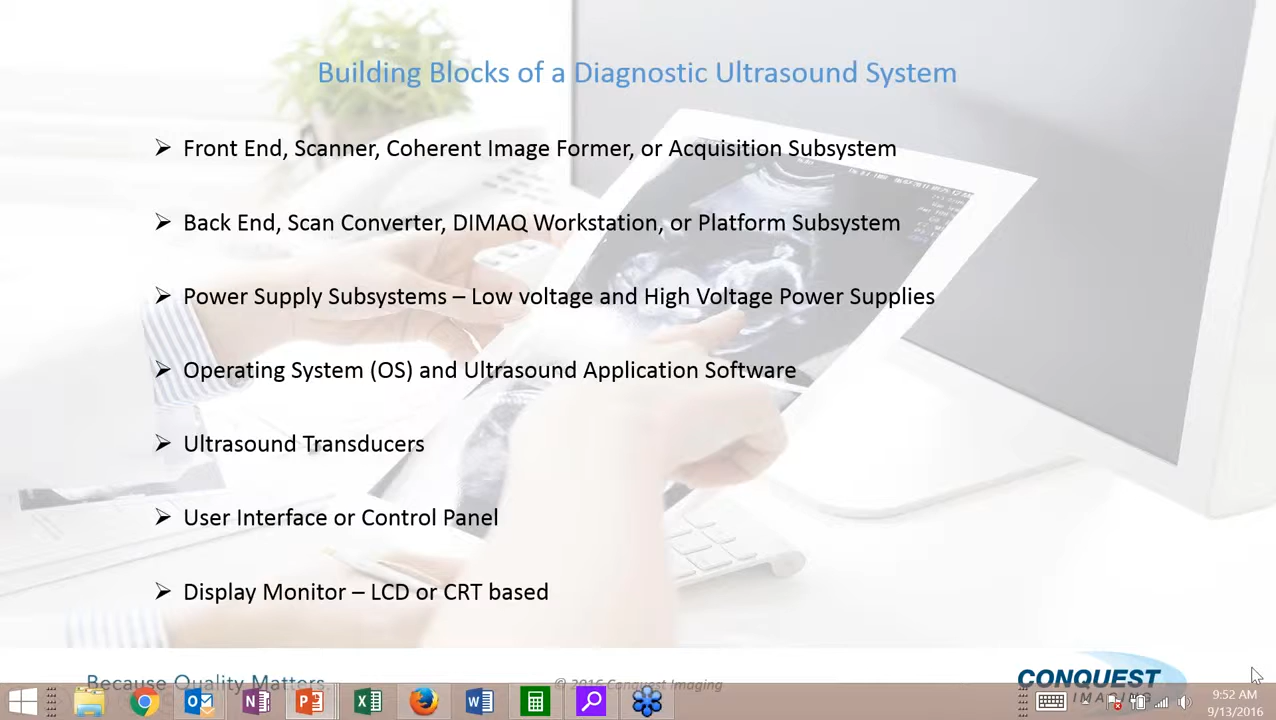 Building Blocks of a Diagnostic Ultrasound System
Front End, Scanner, Coherent Image Former, or Acquisition Subsystem
Back End, Scan Converter, DIMAQ Workstation, or Platform Subsystem
Power Supply Subsystems – Low voltage and High Voltage Power Supplies
Operating System (OS) and Ultrasound Application Software
Ultrasound Transducers
User Interface or Control Panel
Display Monitor – LCD or CRT based
Because Quality Matters.
© 2016 Conquest Imaging
CONQUEST
IMAGING
9:52 AM
9/13/2016